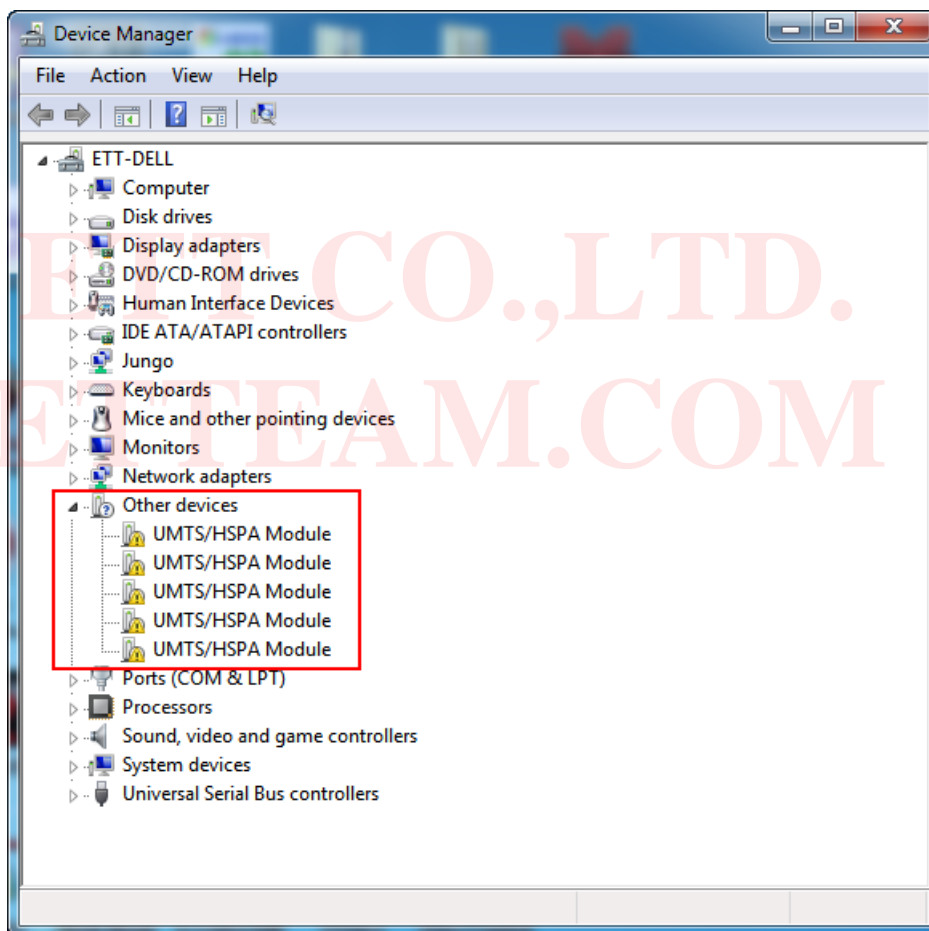 Device Manager
File Action View Help
ETT-DELL
Computer
Disk drives
Display adapters
DVD/CD-ROM drives
Human Interface Devices
IDE ATA/ATAPI controllers
Jungo
Keyboards
Mice and other pointing devices
Monitors
Network adapters
Other devices
UMTS/HSPA Module
UMTS/HSPA Module
UMTS/HSPA Module
UMTS/HSPA Module
UMTS/HSPA Module
Ports (COM & LPT)
Processors
Sound, video and game controllers
System devices
Universal Serial Bus controllers
ETT CO.,LTD.
ETTEAM.COM